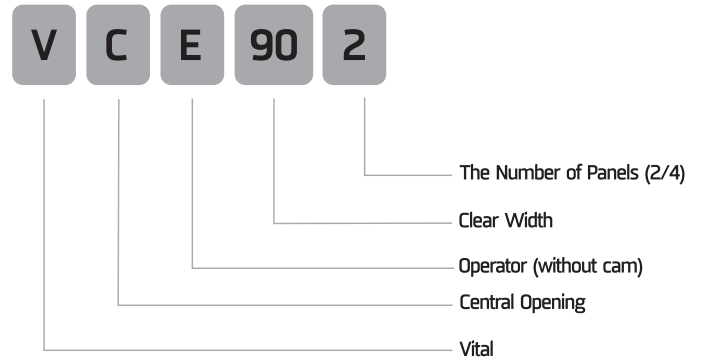 V C E 90 2
The Number of Panels (2/4)
Clear Width
Operator (without cam)
Central Opening
Vital